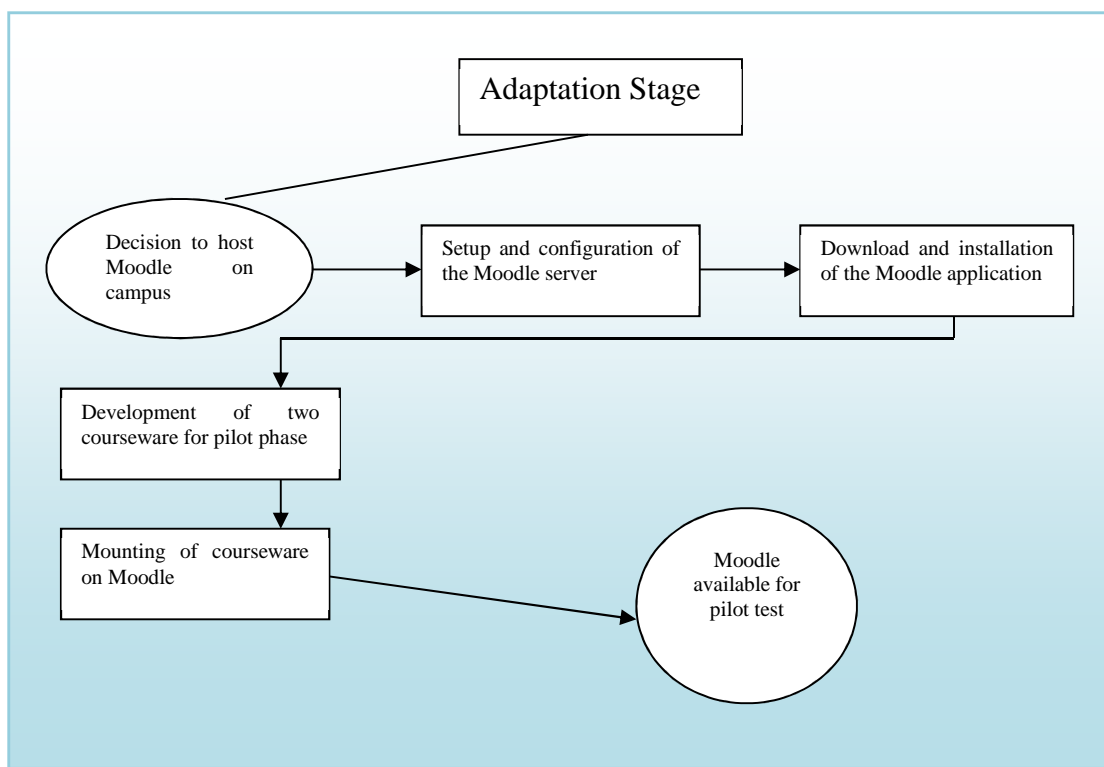 Adaptation Stage
Decision to host
Moodle on
campus
Setup and configuration of
the Moodle server
Download and installation
of the Moodle application
Development of two
courseware for pilot phase
Mounting of courseware
on Moodle
Moodle
available for
pilot test